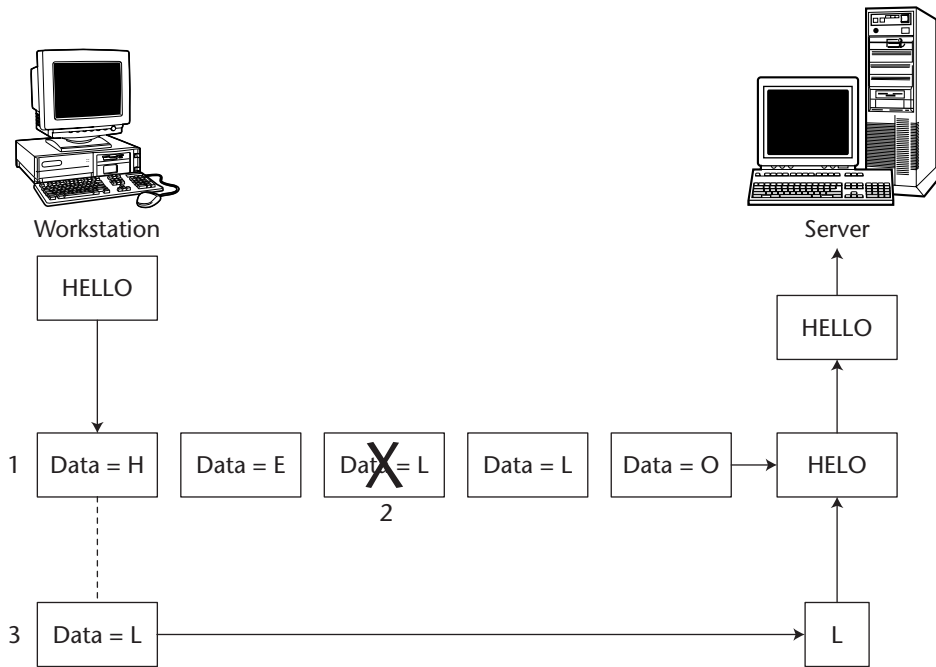 Workstation
Server
HELLO
HELLO
1
Data = H
Data = E
Data = L
Data = L
Data = O
HELO
2
3
Data = L
L